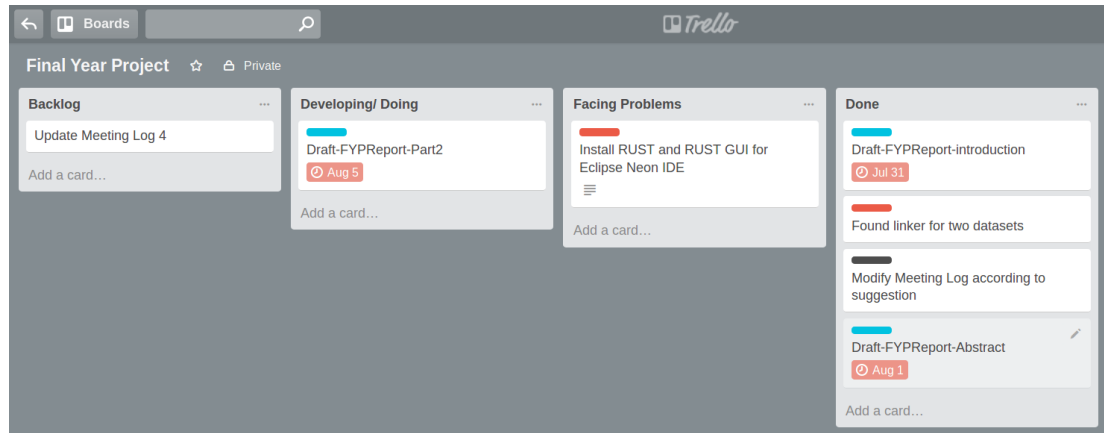 Boards
Trello
Final Year Project
Private
Backlog
Update Meeting Log 4
Add a card...
Developing/ Doing
Draft-FYPReport-Part2
Aug 5
Add a card...
Facing Problems
Install RUST and RUST GUI for
Eclipse Neon IDE
Add a card...
Done
Draft-FYPReport-introduction
Jul 31
Found linker for two datasets
Modify Meeting Log according to
suggestion
Draft-FYPReport-Abstract
Aug 1
Add a card...